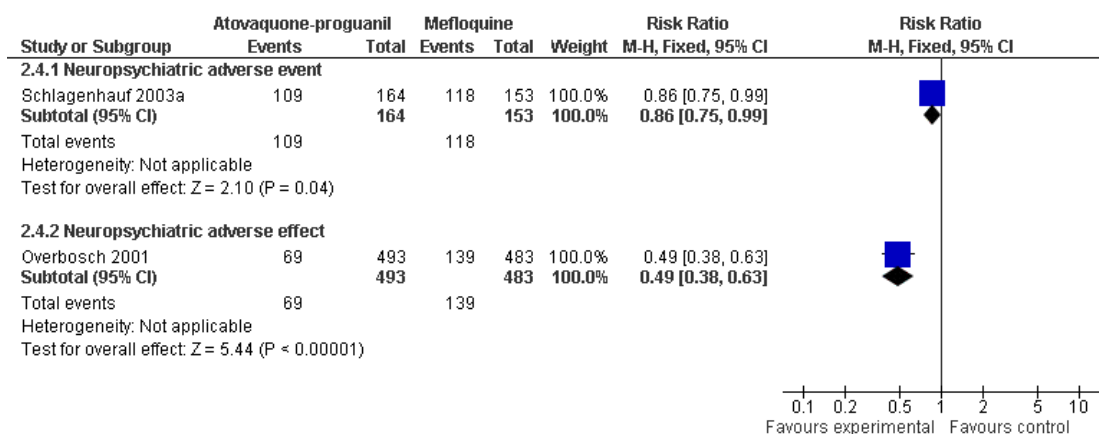 Atovaquone-proguanil Mefloquine Risk Ratio Risk Ratio
Study or Subgroup Events Total Events Total Weight M-H, Fixed, 95% CI M-H, Fixed, 95% CI
2.4.1 Neuropsychiatric adverse event
Schlagenhauf 2003a 109 164 118 153 100.0% 0.86 [0.75, 0.99]
Subtotal (95% CI) 164 153 100.0% 0.86 [0.75, 0.99]
Total events 109 118
Heterogeneity: Not applicable
Test for overall effect: Z = 2.10 (P = 0.04)
2.4.2 Neuropsychiatric adverse effect
Overbosch 2001 69 493 139 483 100.0% 0.49 [0.38, 0.63]
Subtotal (95% CI) 493 483 100.0% 0.49 [0.38, 0.63]
Total events 69 139
Heterogeneity: Not applicable
Test for overall effect: Z = 5.44 (P < 0.00001)
0.1 0.2 0.5 1 2 5 10
Favours experimental Favours control